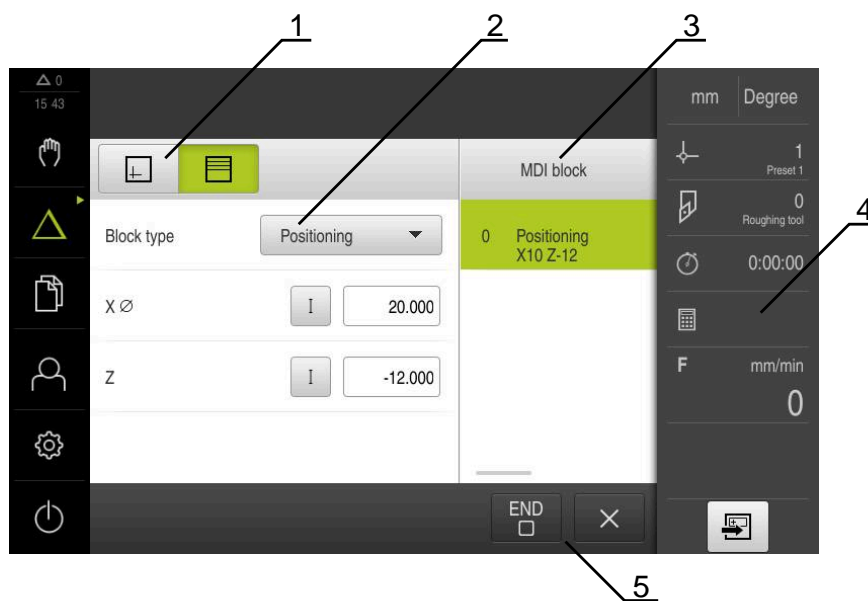 1
2
3
0
15 43
mm Degree
1
Preset 1
MDI block
0
Roughing tool
4
Block type Positioning
0 Positioning
X10 Z-12
0:00:00
X Ø I 20.000
F mm/min
0
Z I -12.000
END
5